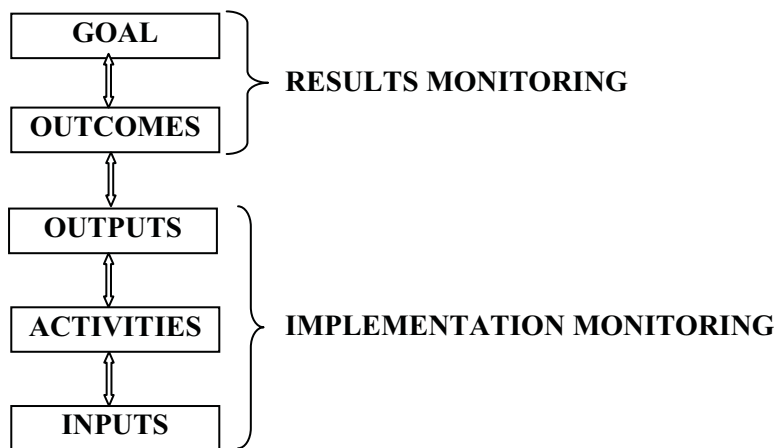 GOAL
RESULTS MONITORING
OUTCOMES
OUTPUTS
ACTIVITIES
IMPLEMENTATION MONITORING
INPUTS